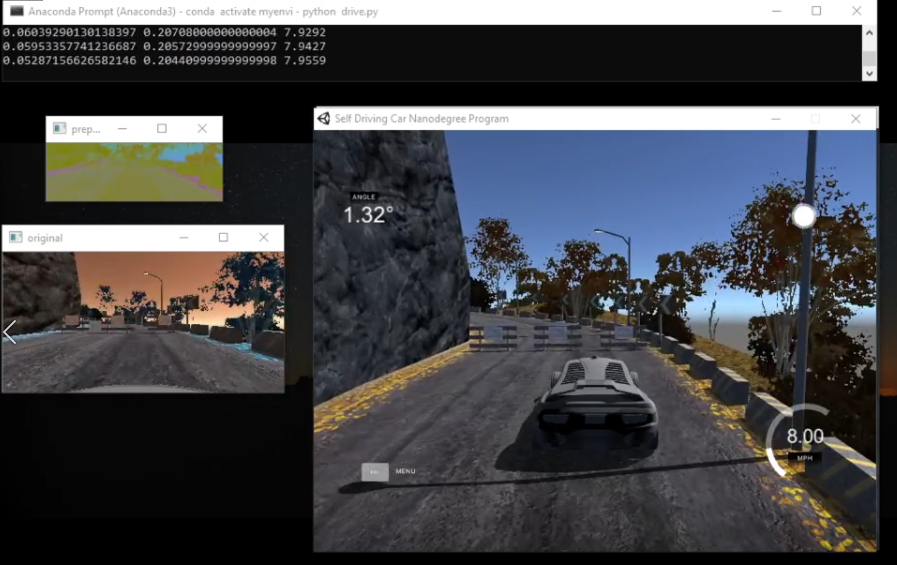 Anaconda Prompt (Anaconda3) - conda activate myenvi - python drive.py
0.06039290130138397 0.20708000000000004 7.9292
0.05953357741236687 0.20572999999999997 7.9427
0.05287156626582146 0.20440999999999998 7.9559
prep...
Self Driving Car Nanodegree Program
ANGLE
1.32°
original
8.00
MPH
MENU